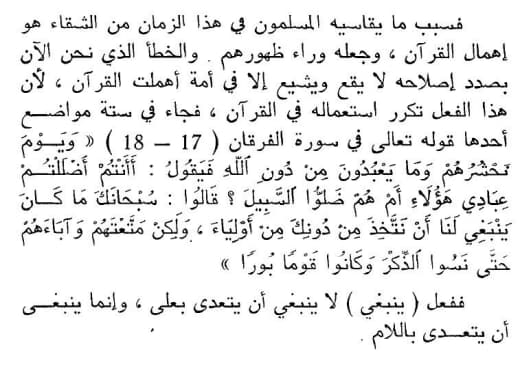 فسبب ما يقاسيه المسلمون في هذا الزمان من الشقاء هو
إهمال القرآن ، وجعله وراء ظهورهم . والخطأ الذي نحن الآن
بصدد إصلاحه لا يقع ويشيع إلا في أمة أهملت القرآن ، لأن
هذا الفعل تكرر استعماله في القرآن ، فجاء في ستة مواضع
أحدها قوله تعالى في سورة الفرقان ( 17 – 18 ) « وَيَوْمَ
نَحْشُرُهُمْ وَمَا يَعْبُدُونَ مِنْ دُونِ اللَّهِ فَيَقُولُ : أَأَنْتُمْ أَضْلَلْتُمْ
عِبَادِي هَؤُلَاءِ أَمْ هُمْ ضَلُّوا السَّبِيلَ ؟ قَالُوا : سُبْحَانَكَ مَا كَانَ
يَنْبَغِي لَنَا أَنْ نَتَّخِذَ مِنْ دُونِكَ مِنْ أَوْلِيَاءَ ، وَلَكِنْ مَتَّعْتَهُمْ وَآبَاءَهُمْ
حَتَّى نَسُوا الذِّكْرَ وَكَانُوا قَوْمًا بُورًا »
ففعل ( ينبغي ) لا ينبغي أن يتعدى بعلى ، وإنما ينبغى
أن يتعدى باللام .